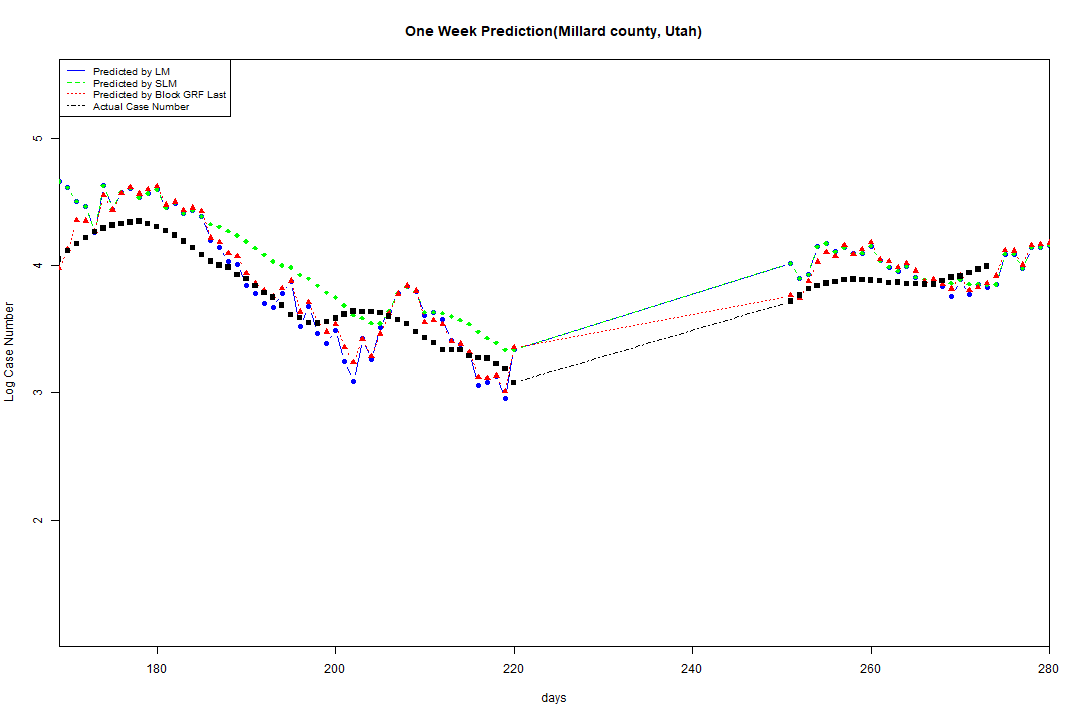 One Week Prediction(Millard county, Utah)
Predicted by LM
Predicted by SLM
Predicted by Block GRF Last
Actual Case Number
5
4
3
2
Log Case Number
180
200
220
240
260
280
days